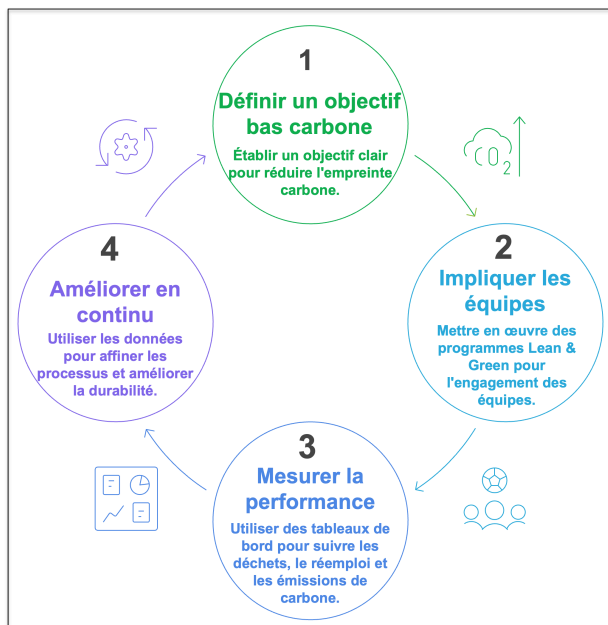 1
Définir un objectif
bas carbone
Établir un objectif clair
pour réduire l'empreinte
carbone.
CO2
2
Impliquer les
équipes
Mettre en œuvre des
programmes Lean &
Green pour
l'engagement des
équipes.
3
Mesurer la
performance
Utiliser des tableaux de
bord pour suivre les
déchets, le réemploi et
les émissions de
carbone.
4
Améliorer en
continu
Utiliser les données
pour affiner les
processus et améliorer
la durabilité.